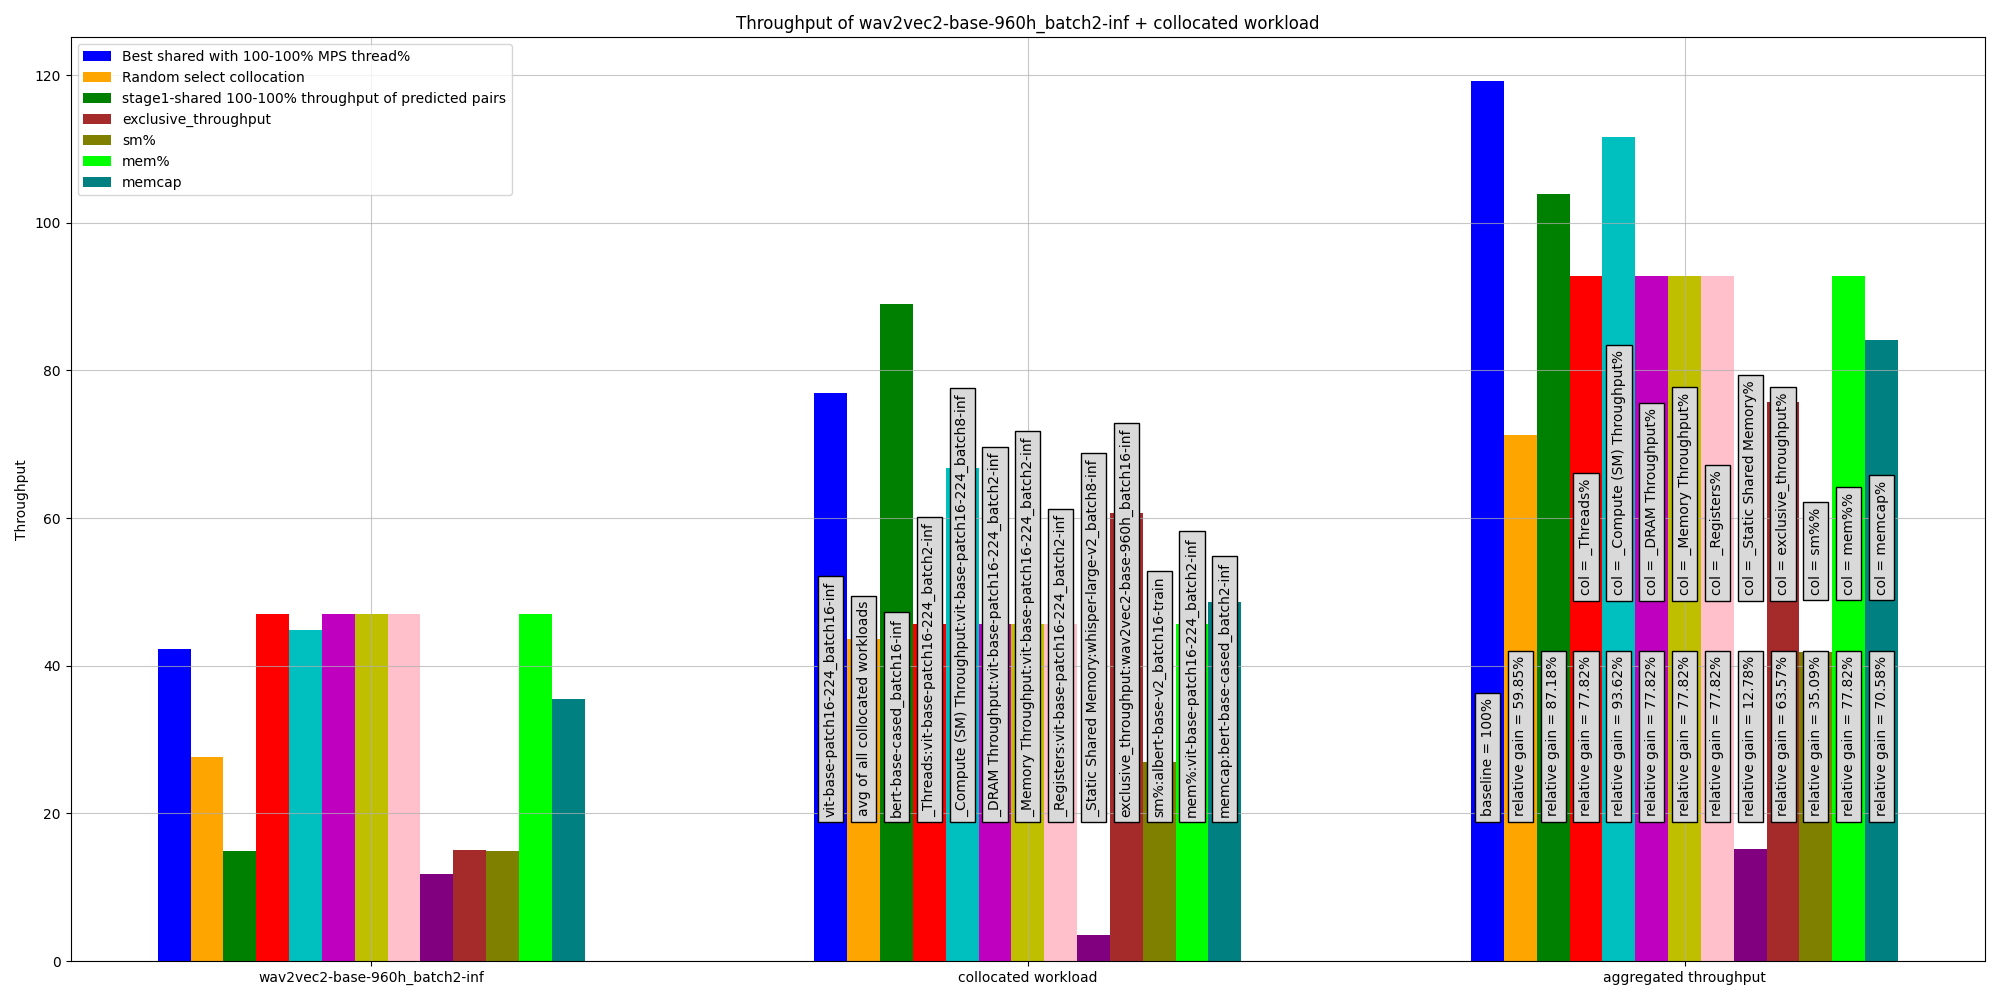 Throughput of wav2vec2-base-960h_batch2-inf + collocated workload
Best shared with 100-100% MPS thread%
Random select collocation
stage1-shared 100-100% throughput of predicted pairs
exclusive_throughput
sm%
mem%
memcap
Throughput
120
100
80
60
40
20
0
vit-base-patch16-224_batch16-inf
avg of all collocated workloads
bert-base-cased_batch16-inf
_Threads:vit-base-patch16-224_batch2-inf
_Compute (SM) Throughput:vit-base-patch16-224_batch8-inf
_DRAM Throughput:vit-base-patch16-224_batch2-inf
_Memory Throughput:vit-base-patch16-224_batch2-inf
_Registers:vit-base-patch16-224_batch2-inf
_Static Shared Memory:whisper-large-v2_batch8-inf
exclusive_throughput:wav2vec2-base-960h_batch16-inf
sm%:albert-base-v2_batch16-train
mem%:vit-base-patch16-224_batch2-inf
memcap:bert-base-cased_batch2-inf
col = _Threads%
col = _Compute (SM) Throughput%
col = _DRAM Throughput%
col = _Memory Throughput%
col = _Registers%
col = _Static Shared Memory%
col = exclusive_throughput%
col = sm%%
col = mem%%
col = memcap%
baseline = 100%
relative gain = 59.85%
relative gain = 87.18%
relative gain = 77.82%
relative gain = 93.62%
relative gain = 77.82%
relative gain = 77.82%
relative gain = 77.82%
relative gain = 12.78%
relative gain = 63.57%
relative gain = 35.09%
relative gain = 77.82%
relative gain = 70.58%
wav2vec2-base-960h_batch2-inf
collocated workload
aggregated throughput